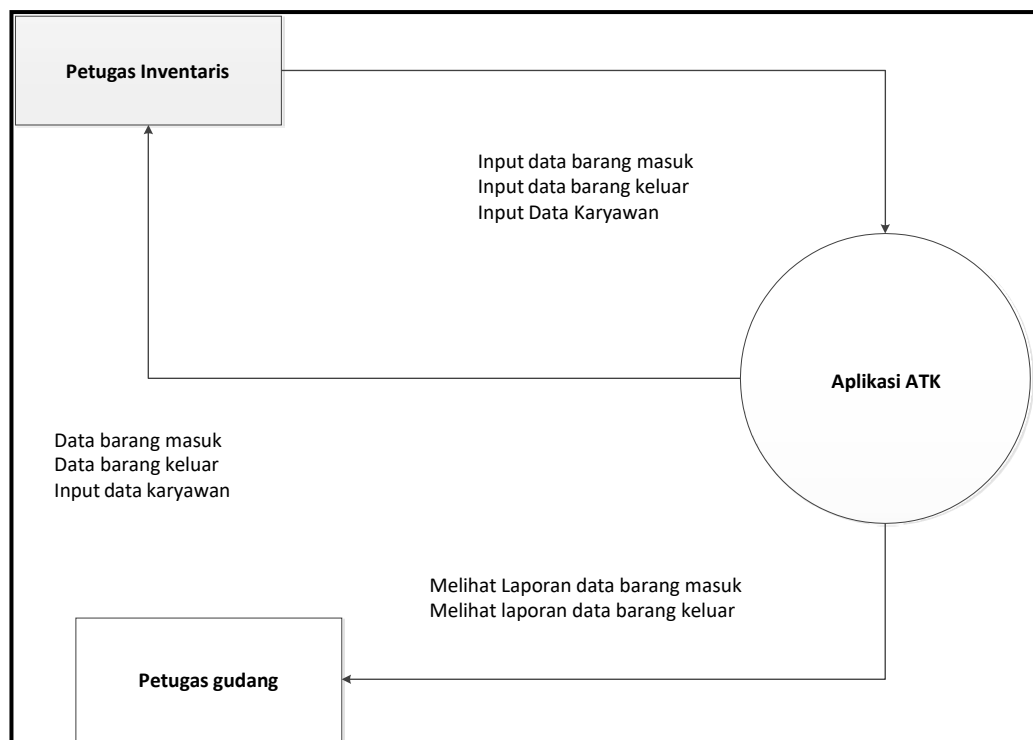 Petugas Inventaris
Input data barang masuk
Input data barang keluar
Input Data Karyawan
Aplikasi ATK
Data barang masuk
Data barang keluar
Input data karyawan
Melihat Laporan data barang masuk
Melihat laporan data barang keluar
Petugas gudang